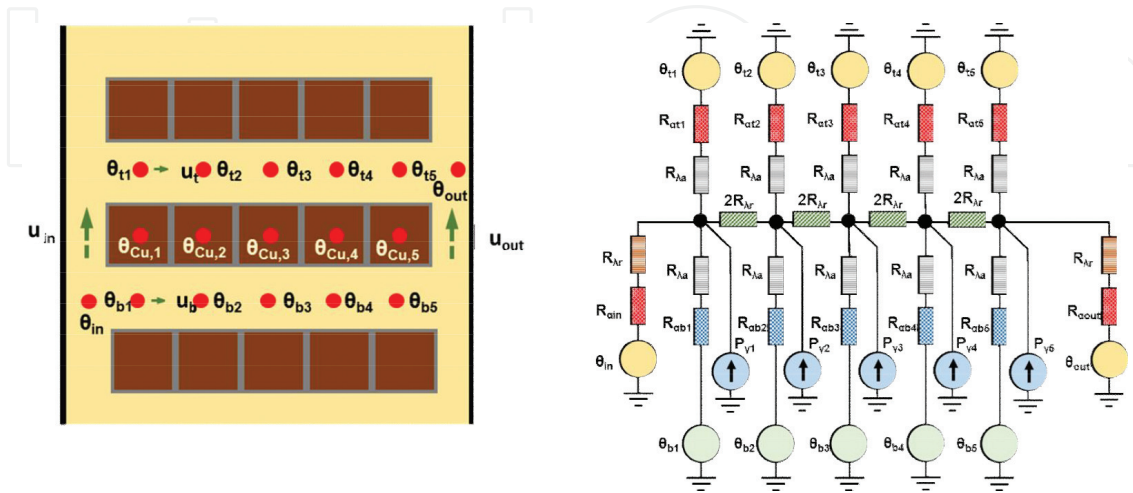 θt1 ut θt2 θt3 θt4 θt5
θout
uin θCu,1 θCu,2 θCu,3 θCu,4 θCu,5 uout
θb1 ub θb2 θb3 θb4 θb5
θin
θt1 θt2 θt3 θt4 θt5
Rαt1 Rαt2 Rαt3 Rαt4 Rαt5
Rλa Rλa Rλa Rλa Rλa
2Rλr 2Rλr 2Rλr 2Rλr
Rλr Rλa Rλa Rλa Rλa Rλa Rλr
Rαin Rαb1 Rαb2 Rαb3 Rαb4 Rαb5 Rαout
Pγ1 Pγ2 Pγ3 Pγ4 Pγ5
θin θout
θb1 θb2 θb3 θb4 θb5